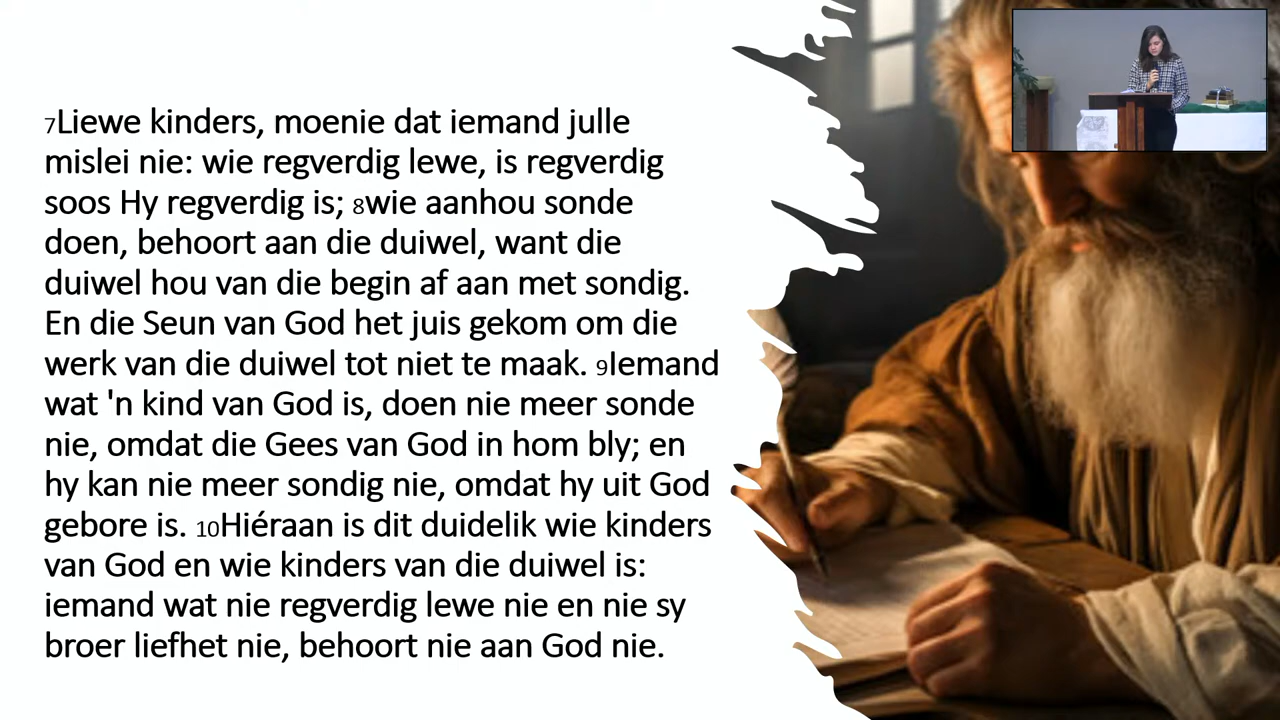 7Liewe kinders, moenie dat iemand julle
mislei nie: wie regverdig lewe, is regverdig
soos Hy regverdig is; 8wie aanhou sonde
doen, behoort aan die duiwel, want die
duiwel hou van die begin af aan met sondig.
En die Seun van God het juis gekom om die
werk van die duiwel tot niet te maak. 9Iemand
wat 'n kind van God is, doen nie meer sonde
nie, omdat die Gees van God in hom bly; en
hy kan nie meer sondig nie, omdat hy uit God
gebore is. 10Hiéraan is dit duidelik wie kinders
van God en wie kinders van die duiwel is:
iemand wat nie regverdig lewe nie en nie sy
broer liefhet nie, behoort nie aan God nie.